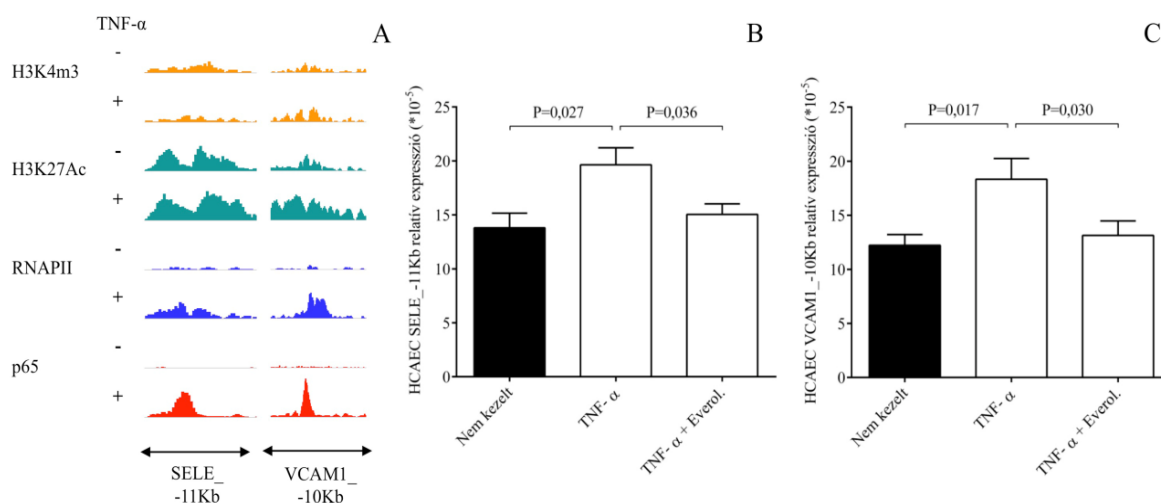 TNF-α
A
H3K4m3
-
+
H3K27Ac
-
+
RNAPII
-
+
p65
-
+
SELE_
-11Kb
VCAM1_
-10Kb
B
HCAEC SELE_-11Kb relatív expresszió (*10⁻⁵)
25
20
15
10
5
0
P=0,027
P=0,036
Nem kezelt
TNF- α
TNF- α + Everol.
C
HCAEC VCAM1_-10Kb relatív expresszió (*10⁻⁵)
25
20
15
10
5
0
P=0,017
P=0,030
Nem kezelt
TNF- α
TNF- α + Everol.